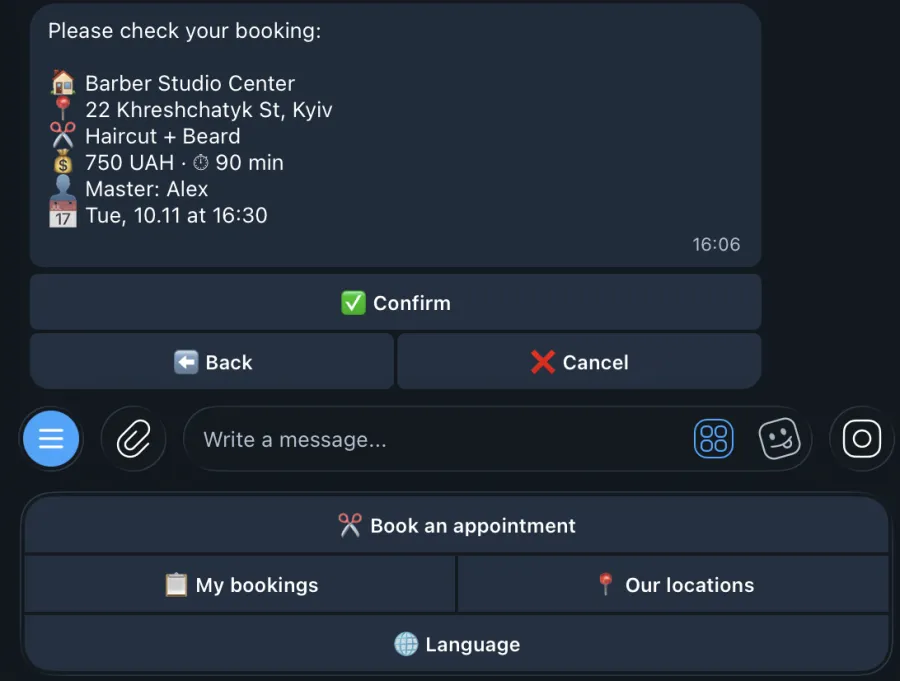 Please check your booking:
🏠 Barber Studio Center
📍 22 Khreshchatyk St, Kyiv
✂️ Haircut + Beard
💰 750 UAH · ⏱ 90 min
👤 Master: Alex
📅 Tue, 10.11 at 16:30
16:06
✅ Confirm
⬅️ Back
❌ Cancel
Write a message...
✂️ Book an appointment
📋 My bookings
📍 Our locations
🌐 Language